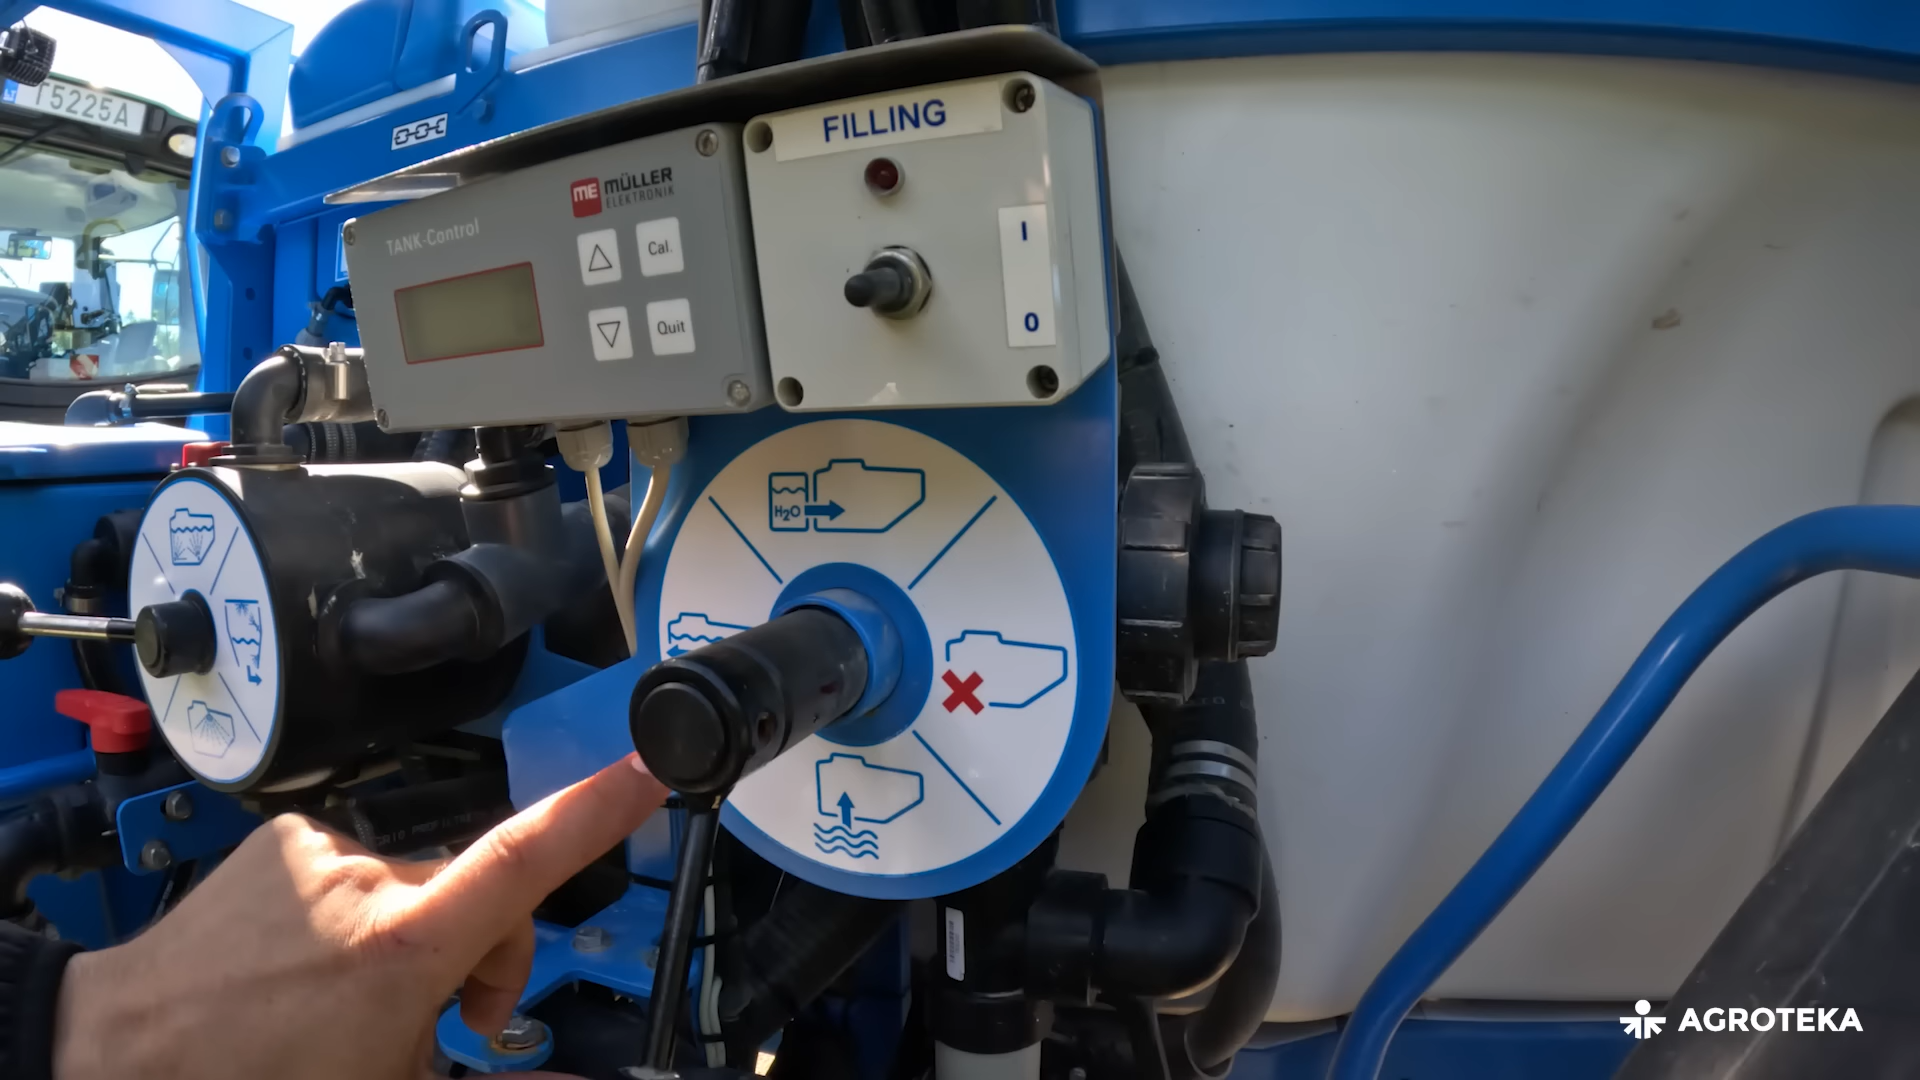 T5225A
FILLING
ME MÜLLER
ELEKTRONIK
TANK-Control
Cal.
Quit
I
0
H₂O
AGROTEKA